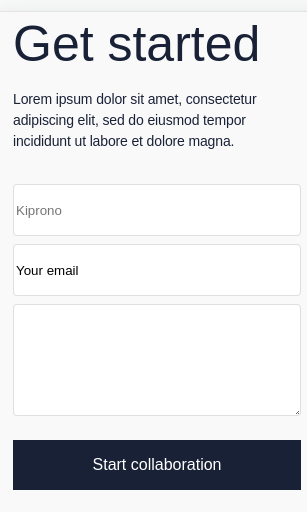 Get started
Lorem ipsum dolor sit amet, consectetur
adipiscing elit, sed do eiusmod tempor
incididunt ut labore et dolore magna.
Kiprono
Your email
Start collaboration